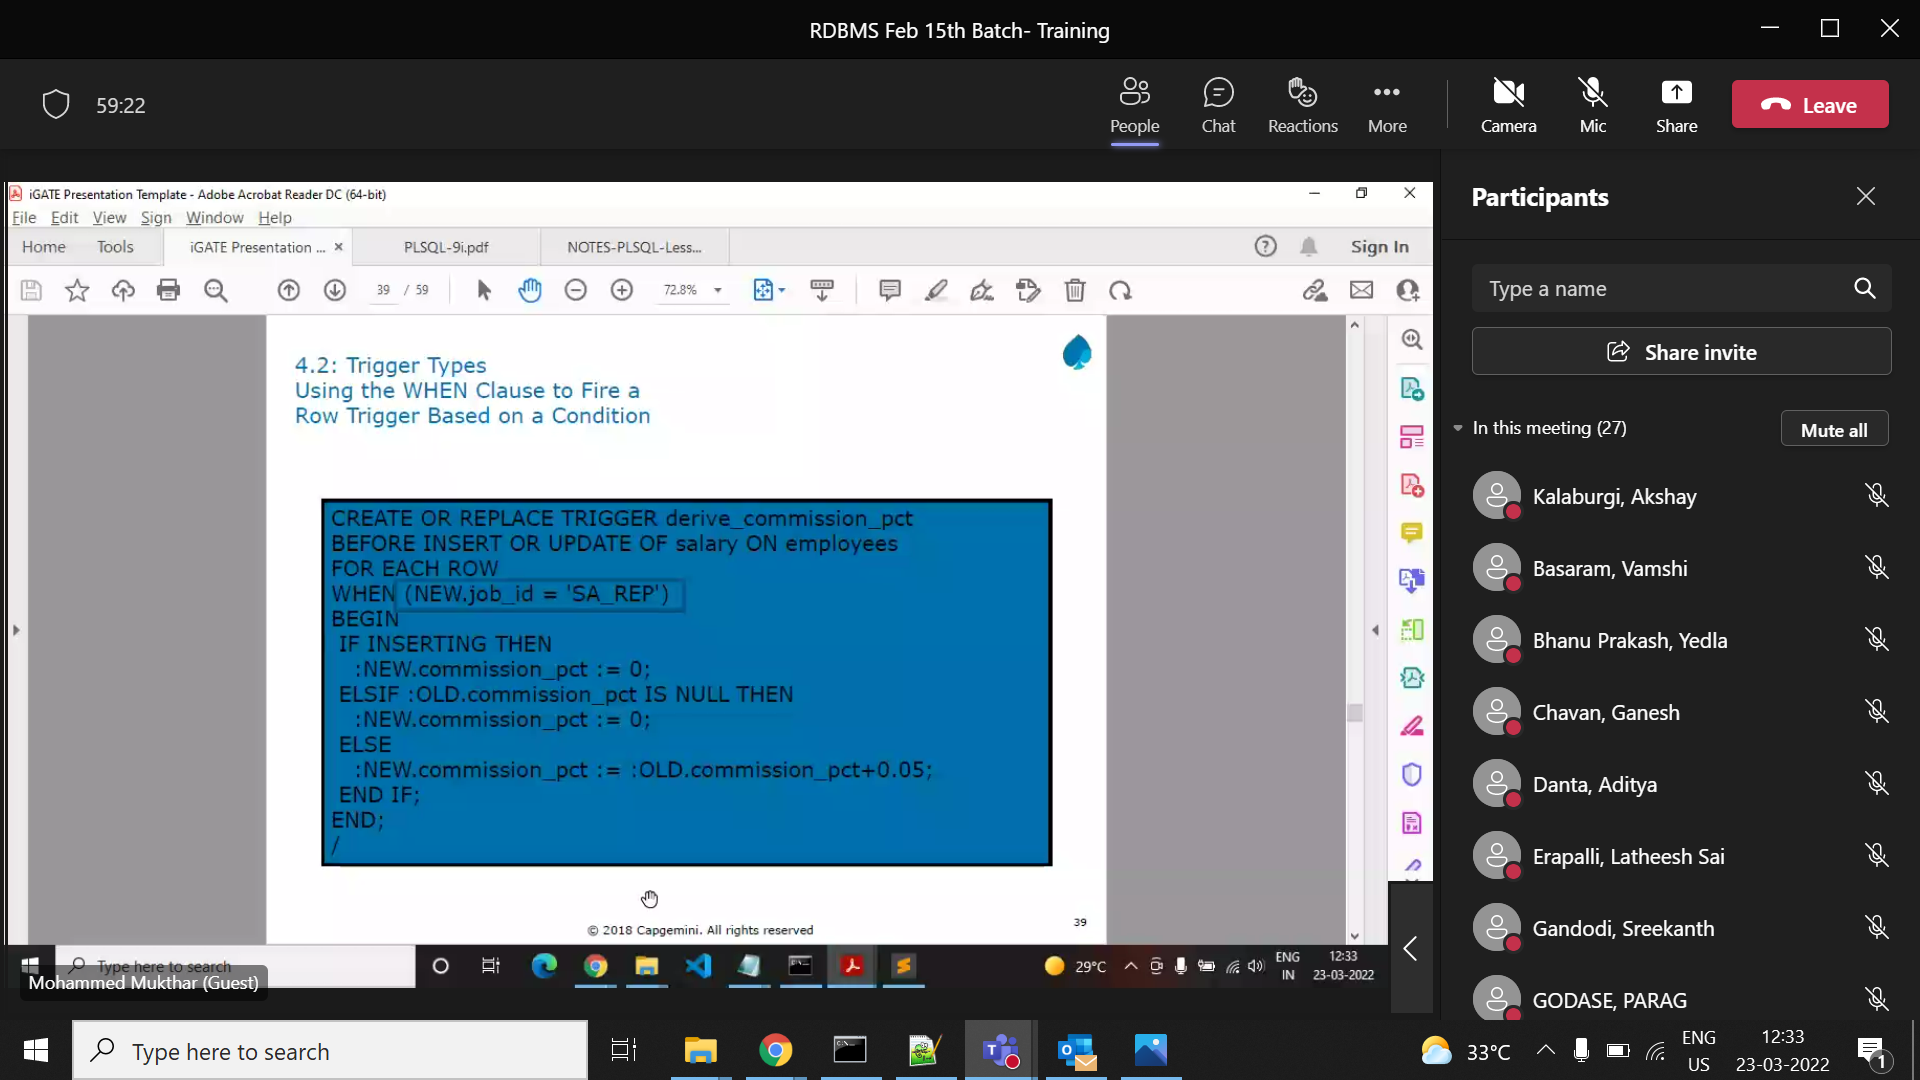 RDBMS Feb 15th Batch- Training
59:22
People
Chat
Reactions
More
Camera
Mic
Share
Leave
iGATE Presentation Template - Adobe Acrobat Reader DC (64-bit)
File Edit View Sign Window Help
Home Tools iGATE Presentation ... × PLSQL-9i.pdf NOTES-PLSQL-Less... Sign In
39 / 59 72.8%
4.2: Trigger Types
Using the WHEN Clause to Fire a
Row Trigger Based on a Condition
CREATE OR REPLACE TRIGGER derive_commission_pct
BEFORE INSERT OR UPDATE OF salary ON employees
FOR EACH ROW
WHEN (NEW.job_id = 'SA_REP')
BEGIN
IF INSERTING THEN
:NEW.commission_pct := 0;
ELSIF :OLD.commission_pct IS NULL THEN
:NEW.commission_pct := 0;
ELSE
:NEW.commission_pct := :OLD.commission_pct+0.05;
END IF;
END;
/
© 2018 Capgemini. All rights reserved
39
Type here to search
29°C
ENG
IN
12:33
23-03-2022
Mohammed Mukthar (Guest)
Participants
Type a name
Share invite
In this meeting (27)
Mute all
Kalaburgi, Akshay
Basaram, Vamshi
Bhanu Prakash, Yedla
Chavan, Ganesh
Danta, Aditya
Erapalli, Latheesh Sai
Gandodi, Sreekanth
GODASE, PARAG
Type here to search
33°C
ENG
US
12:33
23-03-2022
1